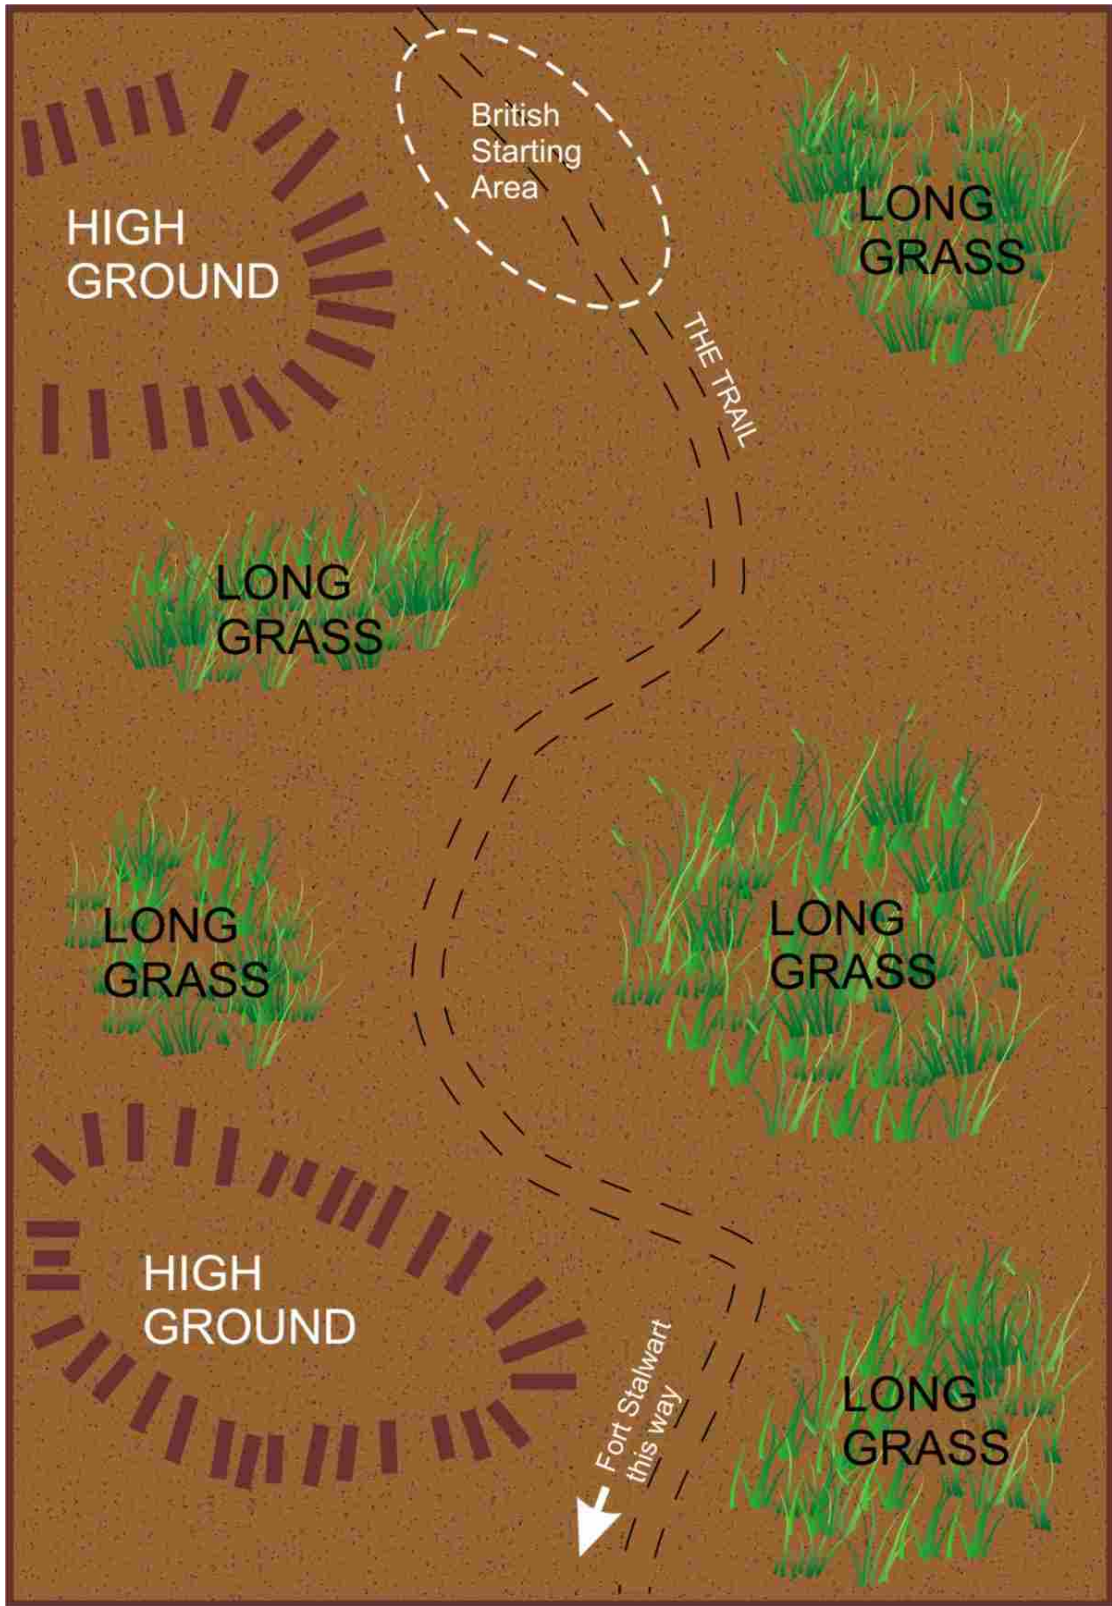 British
Starting
Area
LONG
GRASS
HIGH
GROUND
THE TRAIL
LONG
GRASS
LONG
GRASS
LONG
GRASS
HIGH
GROUND
Fort Stalwart
this way
LONG
GRASS